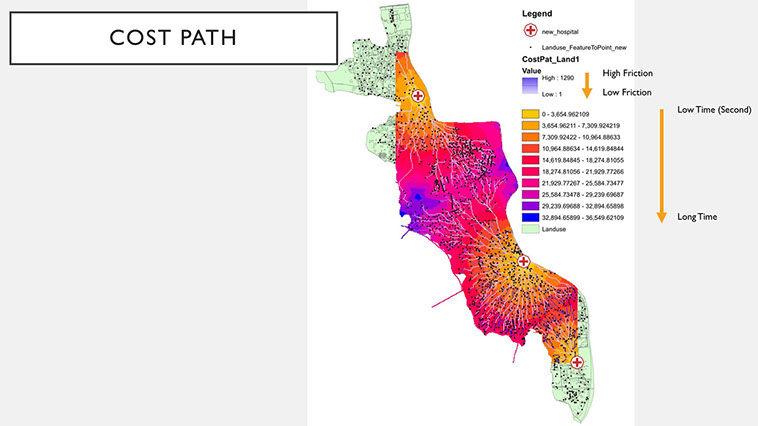 COST PATH
Legend
new_hospital
Landuse_FeatureToPoint_new
CostPat_Land1
Value
High : 1290
Low : 1
High Friction
Low Friction
Low Time (Second)
0 - 3,654.962109
3,654.96211 - 7,309.924219
7,309.92422 - 10,964.88633
10,964.88634 - 14,619.84844
14,619.84845 - 18,274.81055
18,274.81056 - 21,929.77266
21,929.77267 - 25,584.73477
25,584.73478 - 29,239.69687
29,239.69688 - 32,894.65898
32,894.65899 - 36,549.62109
Landuse
Long Time